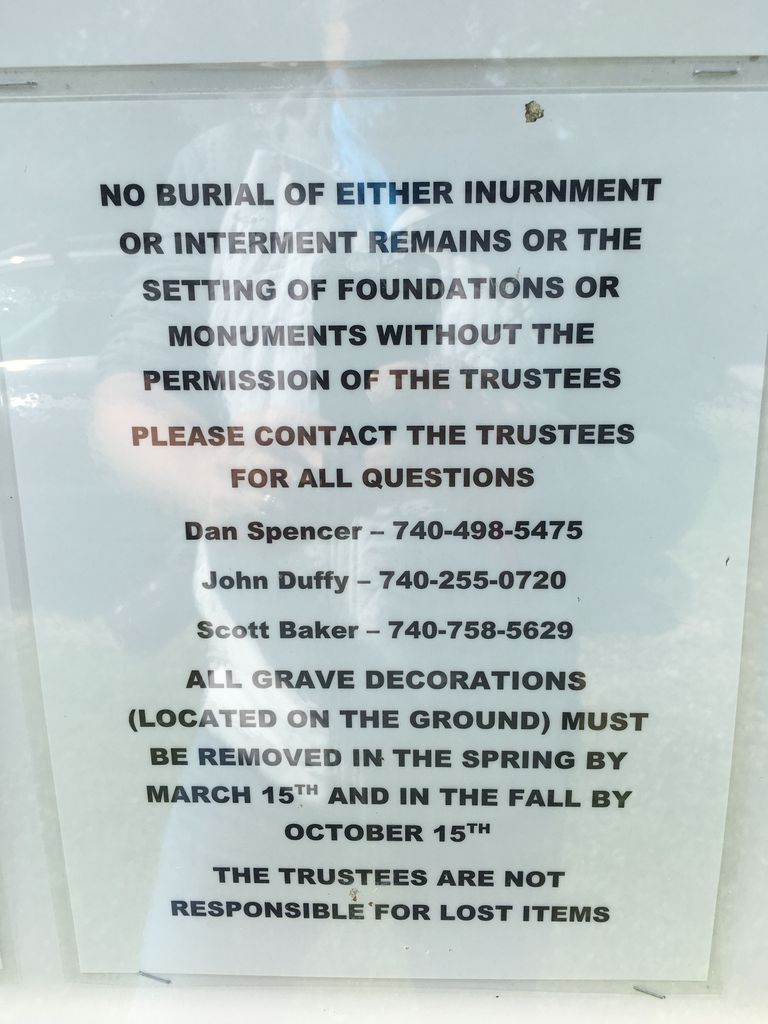 NO BURIAL OF EITHER INURNMENT
OR INTERMENT REMAINS OR THE
SETTING OF FOUNDATIONS OR
MONUMENTS WITHOUT THE
PERMISSION OF THE TRUSTEES
PLEASE CONTACT THE TRUSTEES
FOR ALL QUESTIONS
Dan Spencer – 740-498-5475
John Duffy – 740-255-0720
Scott Baker – 740-758-5629
ALL GRAVE DECORATIONS
(LOCATED ON THE GROUND) MUST
BE REMOVED IN THE SPRING BY
MARCH 15TH AND IN THE FALL BY
OCTOBER 15TH
THE TRUSTEES ARE NOT
RESPONSIBLE FOR LOST ITEMS